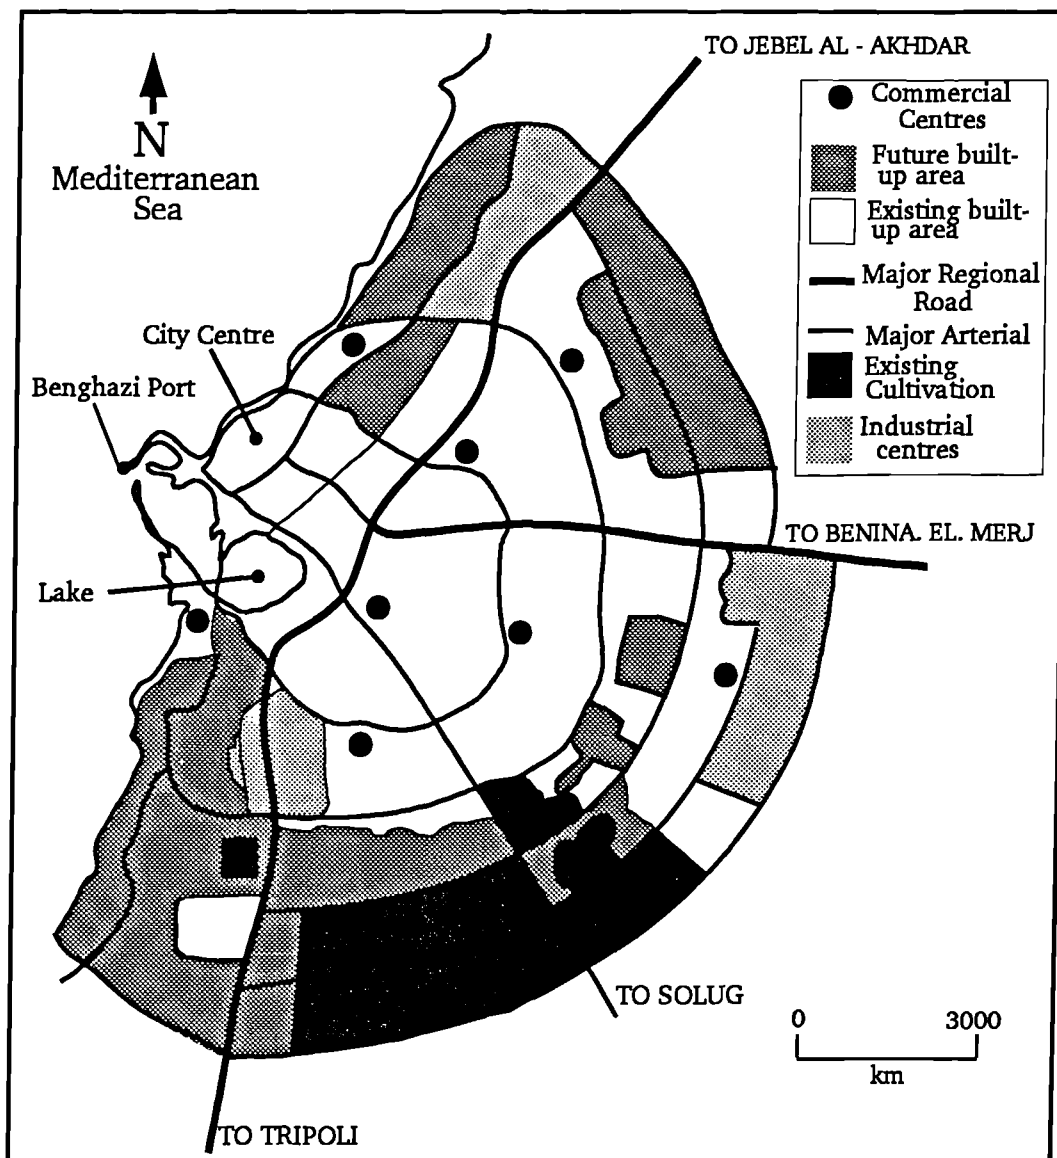 TO JEBEL AL - AKHDAR
N
Mediterranean
Sea
Commercial
Centres
Future built-
up area
Existing built-
up area
Major Regional
Road
Major Arterial
Existing
Cultivation
Industrial
centres
City Centre
Benghazi Port
Lake
TO BENINA. EL. MERJ
TO SOLUG
0 3000
km
TO TRIPOLI